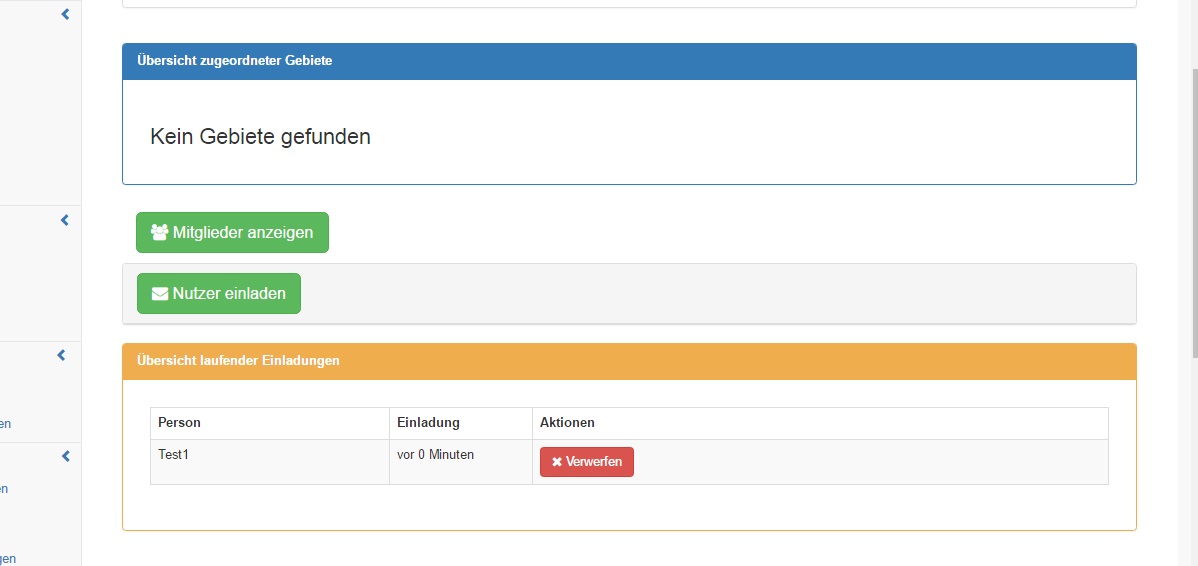 Übersicht zugeordneter Gebiete
Kein Gebiete gefunden
Mitglieder anzeigen
Nutzer einladen
Übersicht laufender Einladungen
Person Einladung Aktionen
Test1 vor 0 Minuten Verwerfen
en
en
gen